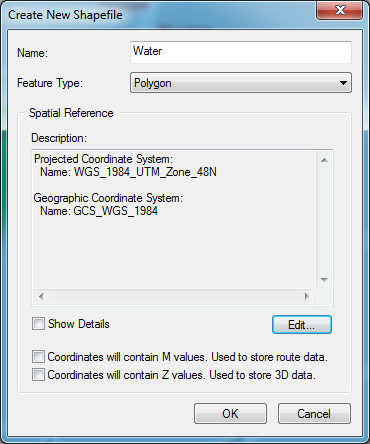 Create New Shapefile
Name: Water
Feature Type: Polygon
Spatial Reference
Description:
Projected Coordinate System:
Name: WGS_1984_UTM_Zone_48N
Geographic Coordinate System:
Name: GCS_WGS_1984
Show Details Edit...
Coordinates will contain M values. Used to store route data.
Coordinates will contain Z values. Used to store 3D data.
OK Cancel